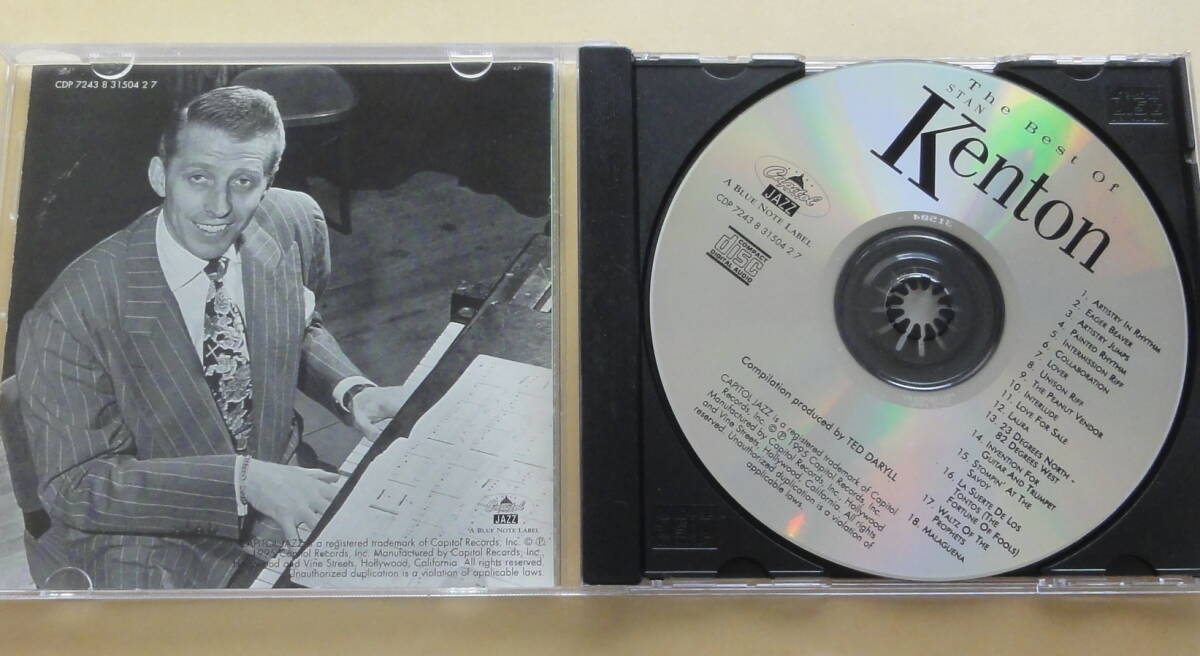 CDP 7243 8 31504 2 7
Capitol
JAZZ
A BLUE NOTE LABEL
CAPITOL JAZZ is a registered trademark of Capitol Records, Inc. © ℗
1995 Capitol Records, Inc. Manufactured by Capitol Records, Inc.,
Hollywood and Vine Streets, Hollywood, California. All rights reserved.
Unauthorized duplication is a violation of applicable laws.
The Best Of
STAN
Kenton
Capitol
JAZZ
A BLUE NOTE LABEL
CDP 7243 8 31504 2 7
COMPACT
disc
DIGITAL AUDIO
1. ARTISTRY IN RHYTHM
2. EAGER BEAVER
3. ARTISTRY JUMPS
4. PAINTED RHYTHM
5. INTERMISSION RIFF
6. COLLABORATION
7. LOVER
8. UNISON RIFF
9. THE PEANUT VENDOR
10. INTERLUDE
11. LOVE FOR SALE
12. LAURA
13. 23 DEGREES NORTH -
82 DEGREES WEST
14. INVENTION FOR
GUITAR AND TRUMPET
15. STOMPIN' AT THE
SAVOY
16. LA SUERTE DE LOS
TONTOS (THE
FORTUNE OF FOOLS)
17. WALTZ OF THE
PROPHETS
18. MALAGUENA
Compilation produced by TED DARYLL
CAPITOL JAZZ is a registered trademark of Capitol
Records, Inc. © ℗ 1995 Capitol Records, Inc.
Manufactured by Capitol Records, Inc., Hollywood
and Vine Streets, Hollywood, California. All rights
reserved. Unauthorized duplication is a violation of
applicable laws.